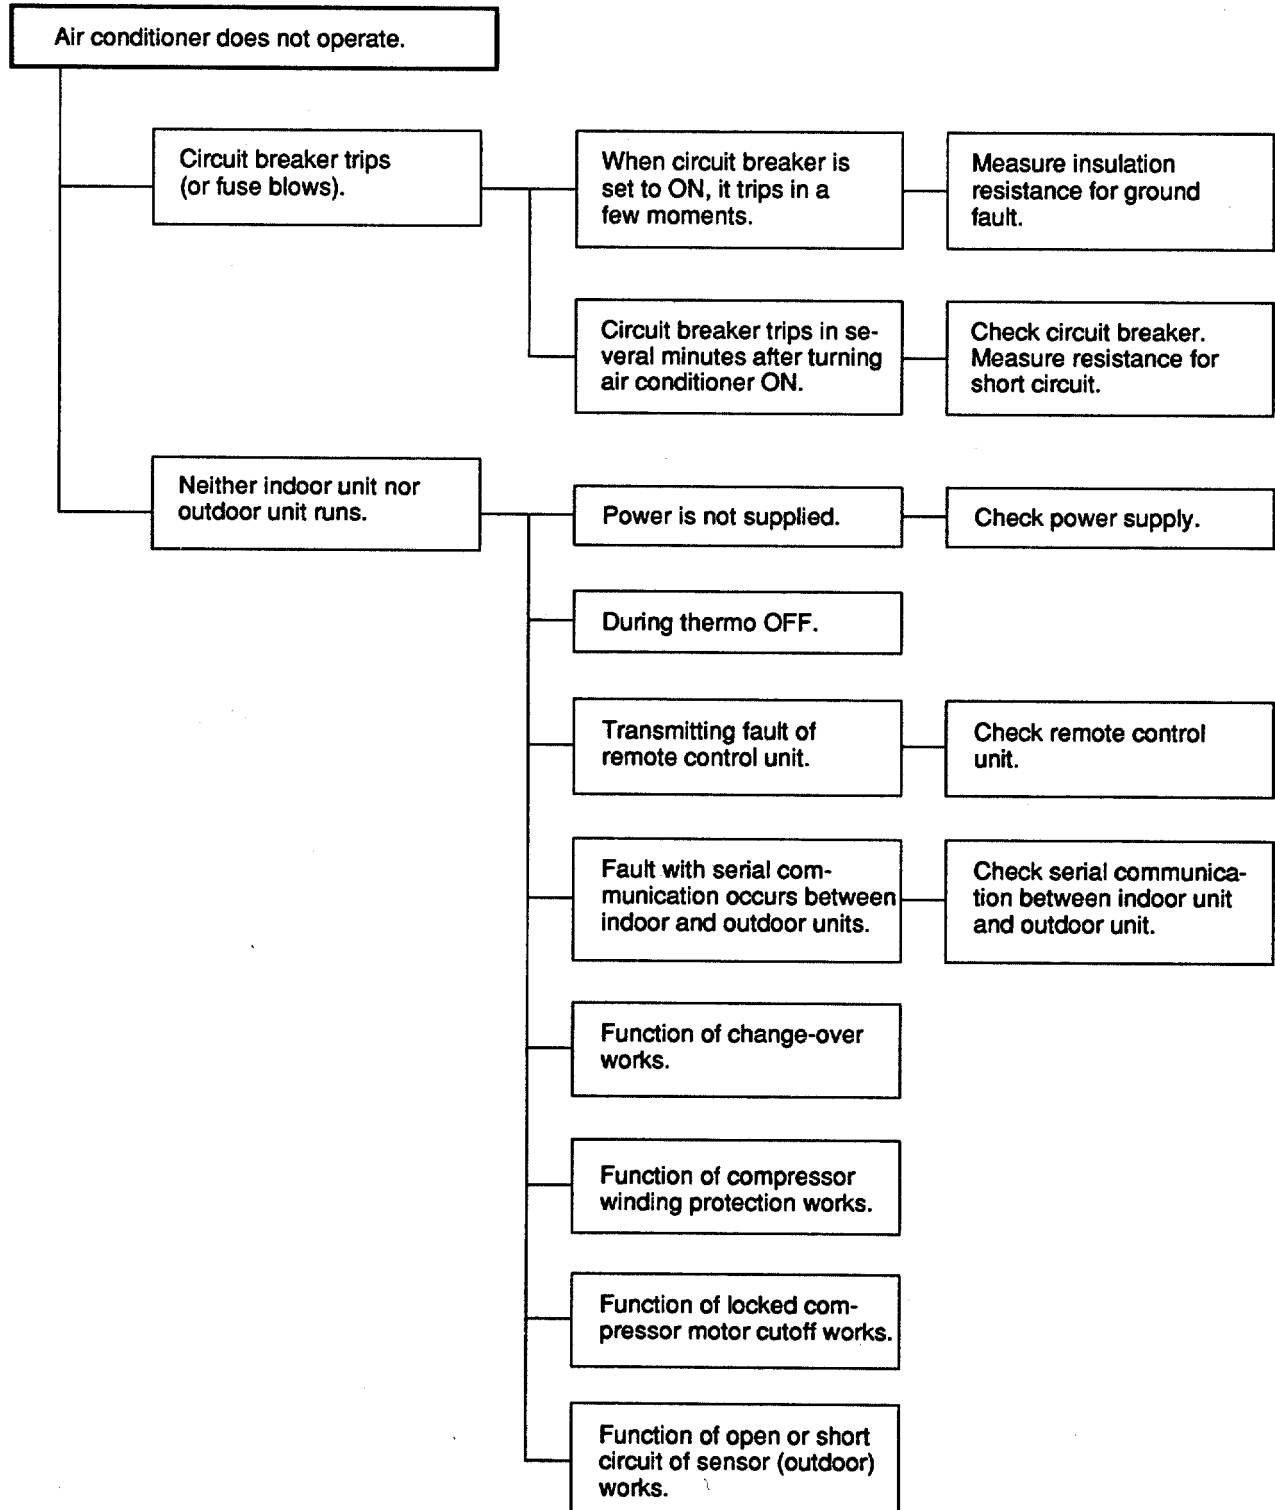 Air conditioner does not operate.
Circuit breaker trips
(or fuse blows).
When circuit breaker is
set to ON, it trips in a
few moments.
Measure insulation
resistance for ground
fault.
Circuit breaker trips in se-
veral minutes after turning
air conditioner ON.
Check circuit breaker.
Measure resistance for
short circuit.
Neither indoor unit nor
outdoor unit runs.
Power is not supplied.
Check power supply.
During thermo OFF.
Transmitting fault of
remote control unit.
Check remote control
unit.
Fault with serial com-
munication occurs between
indoor and outdoor units.
Check serial communica-
tion between indoor unit
and outdoor unit.
Function of change-over
works.
Function of compressor
winding protection works.
Function of locked com-
pressor motor cutoff works.
Function of open or short
circuit of sensor (outdoor)
works.